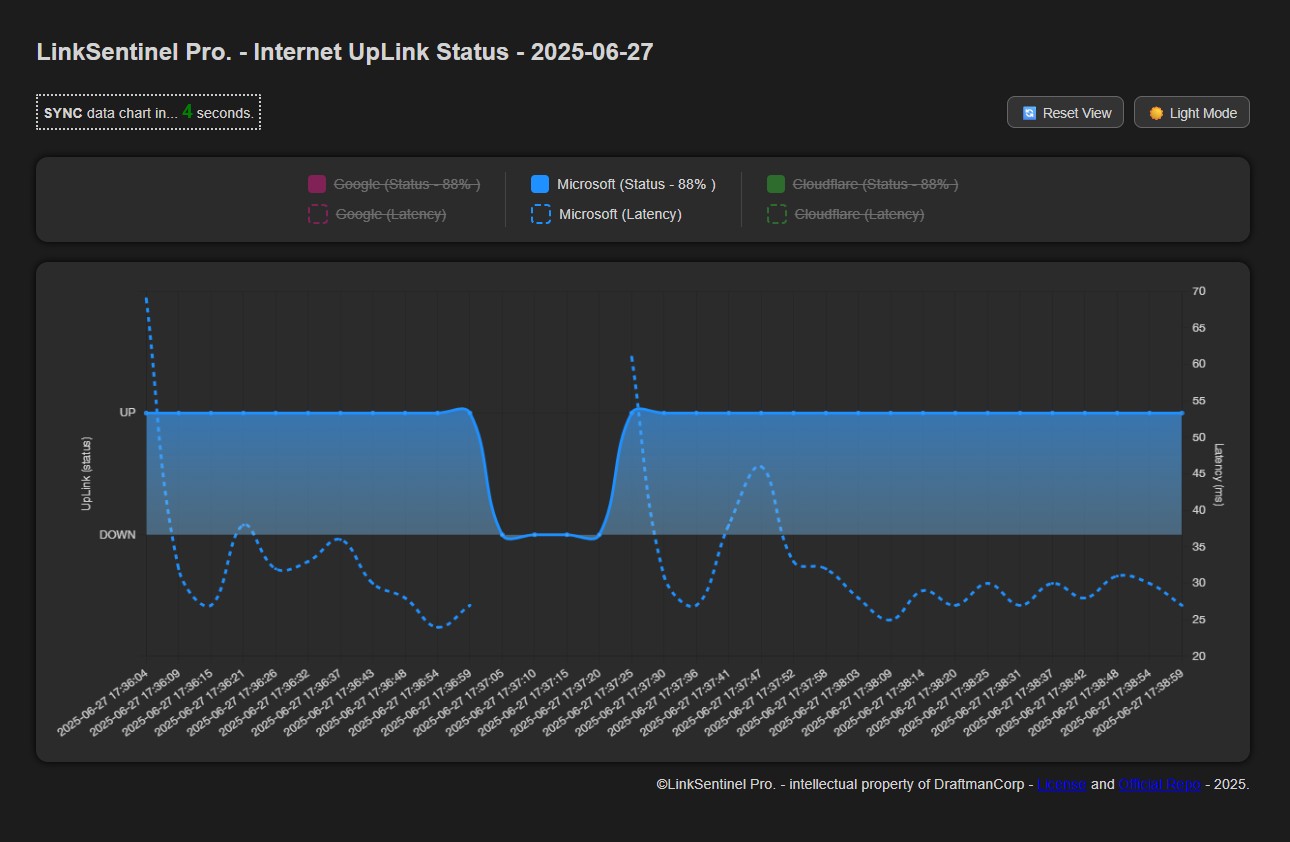 LinkSentinel Pro. - Internet UpLink Status - 2025-06-27
SYNC data chart in... 4 seconds.
Reset View
Light Mode
Google (Status - 88% )
Microsoft (Status - 88% )
Cloudflare (Status - 88% )
Google (Latency)
Microsoft (Latency)
Cloudflare (Latency)
UpLink (status)
UP
DOWN
70
65
60
55
50
45
40
35
30
25
20
Latency (ms)
2025-06-27 17:36:04
2025-06-27 17:36:09
2025-06-27 17:36:15
2025-06-27 17:36:21
2025-06-27 17:36:26
2025-06-27 17:36:32
2025-06-27 17:36:37
2025-06-27 17:36:43
2025-06-27 17:36:48
2025-06-27 17:36:54
2025-06-27 17:36:59
2025-06-27 17:37:05
2025-06-27 17:37:10
2025-06-27 17:37:15
2025-06-27 17:37:20
2025-06-27 17:37:25
2025-06-27 17:37:30
2025-06-27 17:37:36
2025-06-27 17:37:41
2025-06-27 17:37:47
2025-06-27 17:37:52
2025-06-27 17:37:58
2025-06-27 17:38:03
2025-06-27 17:38:09
2025-06-27 17:38:14
2025-06-27 17:38:20
2025-06-27 17:38:25
2025-06-27 17:38:31
2025-06-27 17:38:37
2025-06-27 17:38:42
2025-06-27 17:38:48
2025-06-27 17:38:54
2025-06-27 17:38:59
©LinkSentinel Pro. - intellectual property of DraftmanCorp - License and Official Repo - 2025.